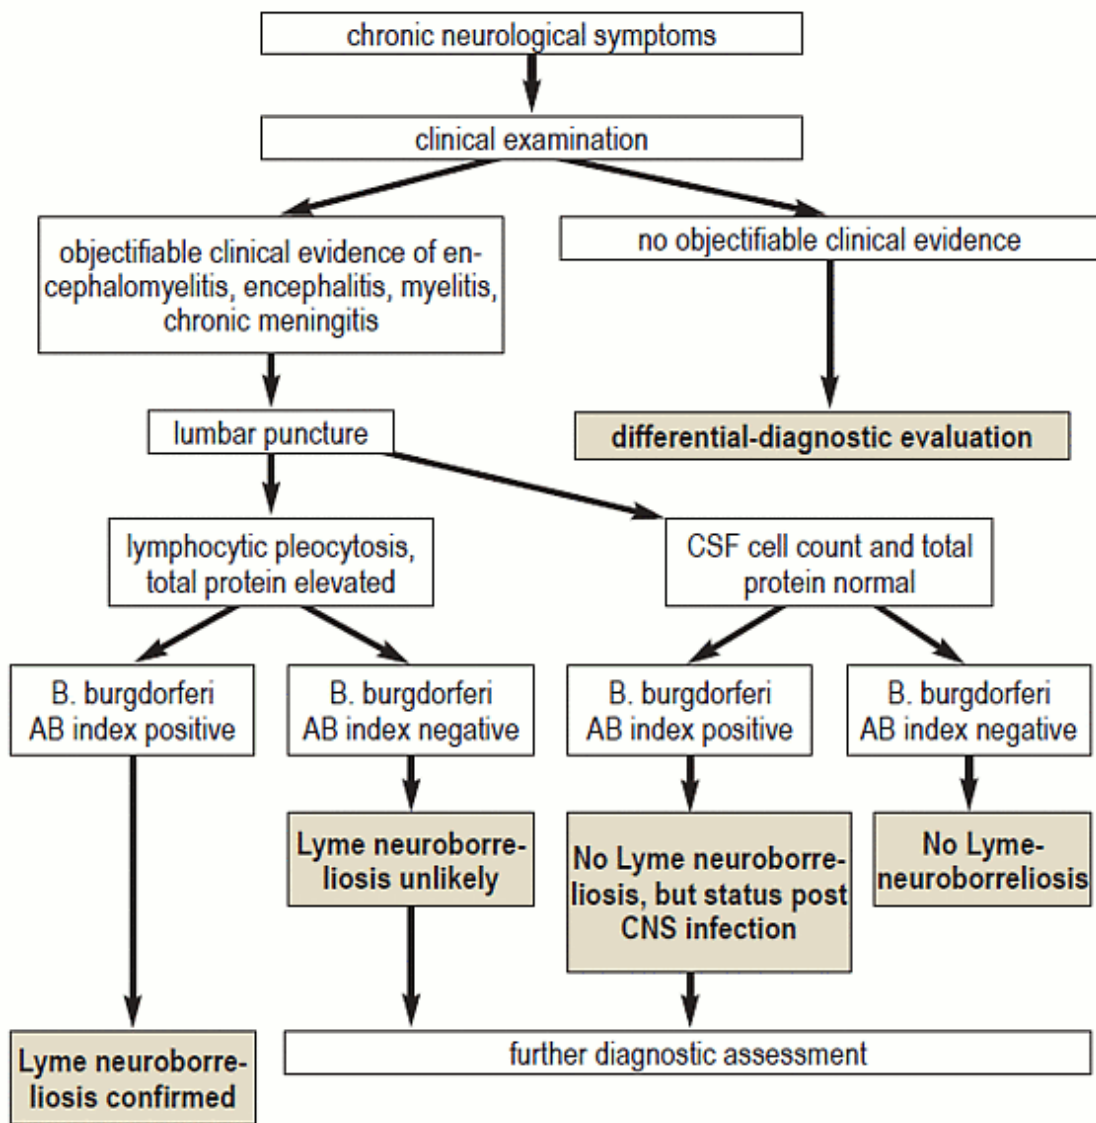 chronic neurological symptoms
clinical examination
objectifiable clinical evidence of en-
cephalomyelitis, encephalitis, myelitis,
chronic meningitis
no objectifiable clinical evidence
lumbar puncture
differential-diagnostic evaluation
lymphocytic pleocytosis,
total protein elevated
CSF cell count and total
protein normal
B. burgdorferi
AB index positive
B. burgdorferi
AB index negative
B. burgdorferi
AB index positive
B. burgdorferi
AB index negative
Lyme neuroborre-
liosis unlikely
No Lyme neuroborre-
liosis, but status post
CNS infection
No Lyme-
neuroborreliosis
Lyme neuroborre-
liosis confirmed
further diagnostic assessment